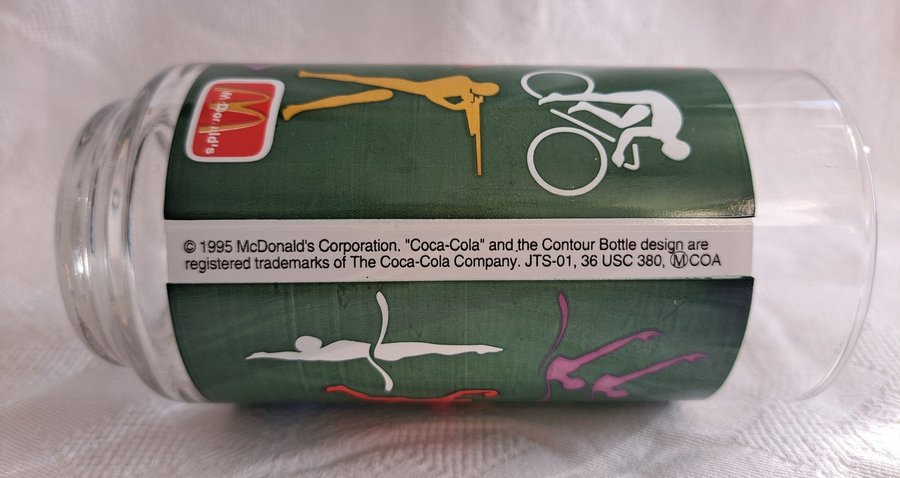 McDonald's
© 1995 McDonald's Corporation. "Coca-Cola" and the Contour Bottle design are
registered trademarks of The Coca-Cola Company. JTS-01, 36 USC 380, ⓂCOA